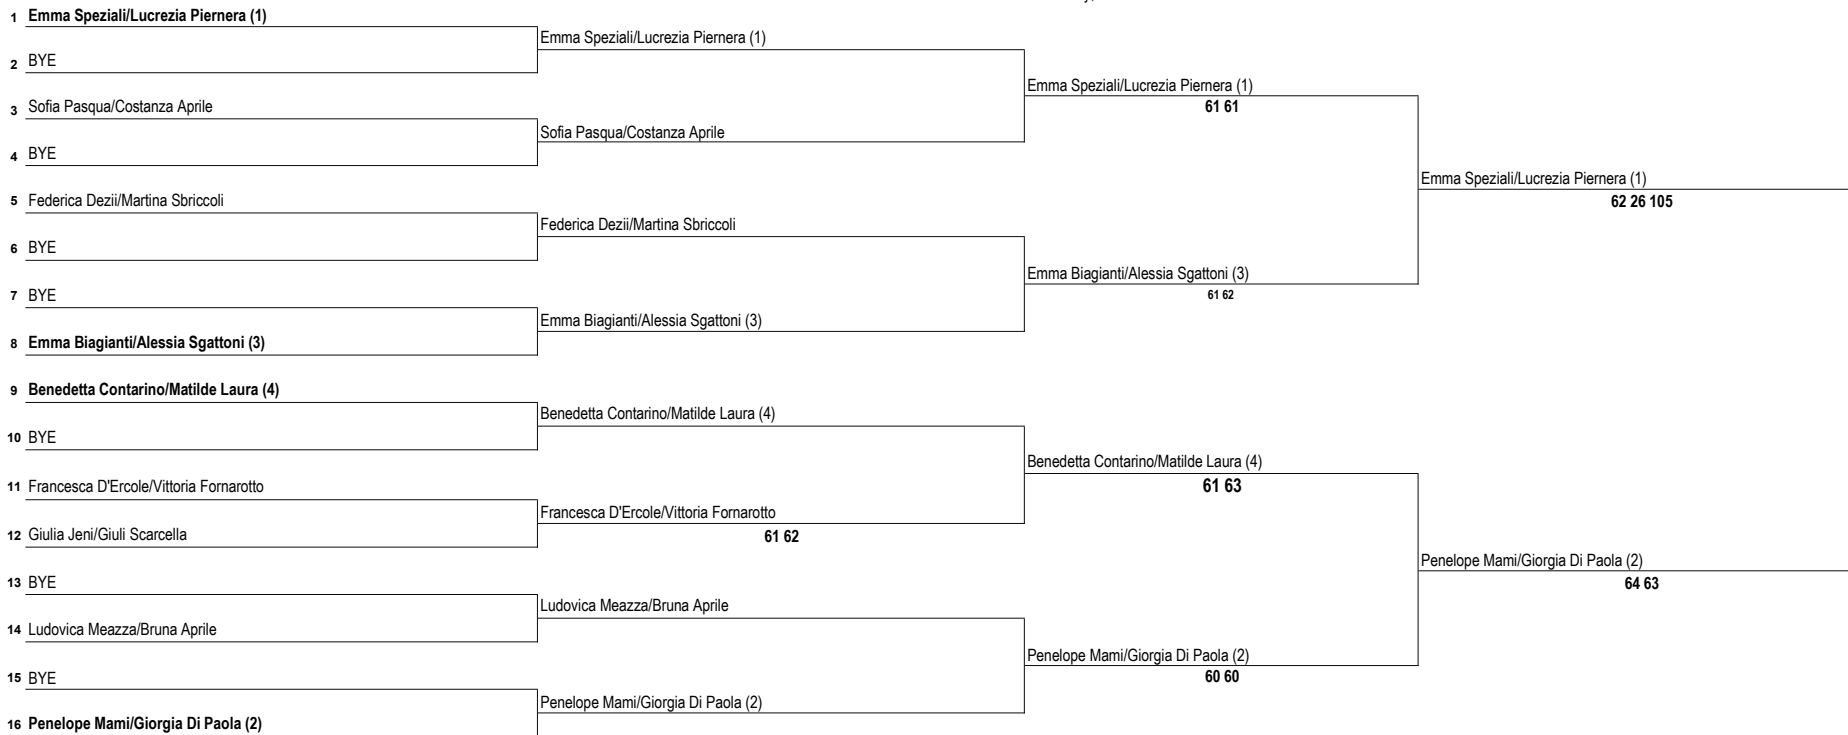 1 Emma Speziali/Lucrezia Piernera (1)
Emma Speziali/Lucrezia Piernera (1)
2 BYE
Emma Speziali/Lucrezia Piernera (1)
61 61
3 Sofia Pasqua/Costanza Aprile
Sofia Pasqua/Costanza Aprile
4 BYE
Emma Speziali/Lucrezia Piernera (1)
62 26 105
5 Federica Dezii/Martina Sbriccoli
Federica Dezii/Martina Sbriccoli
6 BYE
Emma Biagianti/Alessia Sgattoni (3)
61 62
7 BYE
Emma Biagianti/Alessia Sgattoni (3)
8 Emma Biagianti/Alessia Sgattoni (3)
9 Benedetta Contarino/Matilde Laura (4)
Benedetta Contarino/Matilde Laura (4)
10 BYE
Benedetta Contarino/Matilde Laura (4)
61 63
11 Francesca D'Ercole/Vittoria Fornarotto
Francesca D'Ercole/Vittoria Fornarotto
61 62
12 Giulia Jeni/Giuli Scarcella
Penelope Mami/Giorgia Di Paola (2)
64 63
13 BYE
Ludovica Meazza/Bruna Aprile
14 Ludovica Meazza/Bruna Aprile
Penelope Mami/Giorgia Di Paola (2)
60 60
15 BYE
Penelope Mami/Giorgia Di Paola (2)
16 Penelope Mami/Giorgia Di Paola (2)